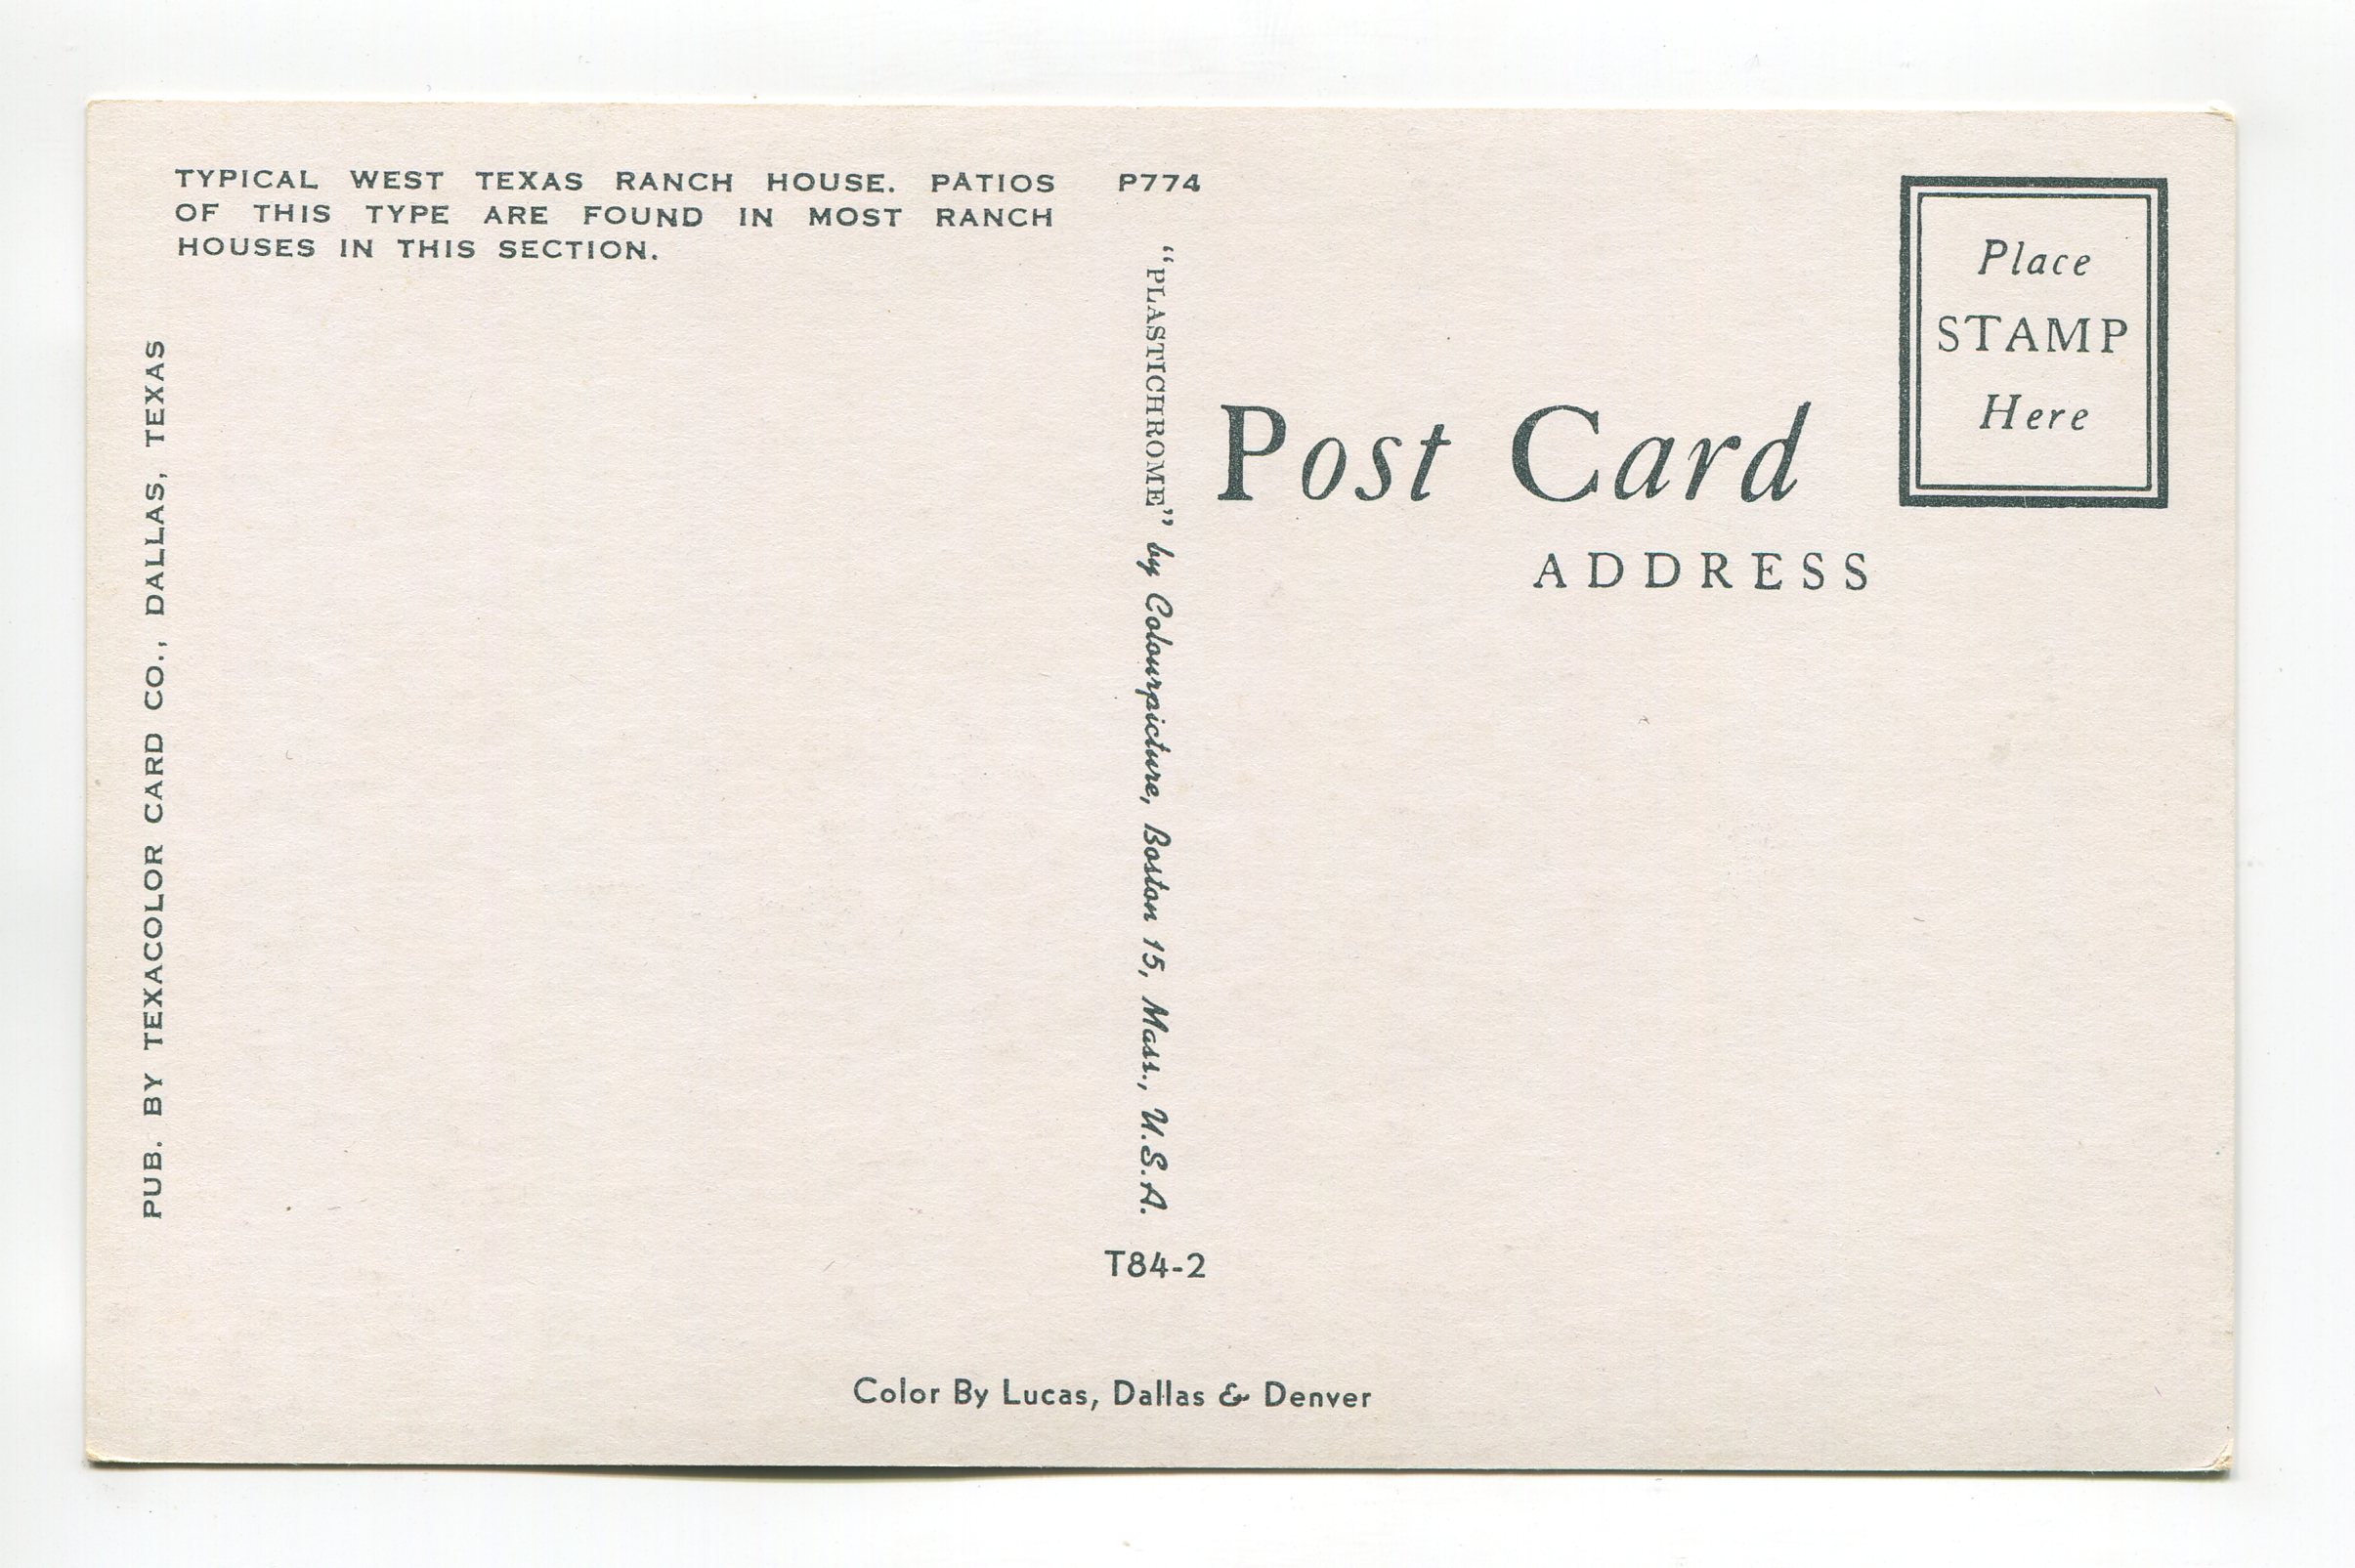 TYPICAL WEST TEXAS RANCH HOUSE. PATIOS
OF THIS TYPE ARE FOUND IN MOST RANCH
HOUSES IN THIS SECTION.
PUB. BY TEXACOLOR CARD CO., DALLAS, TEXAS
P774
"PLASTICHROME" by Colourpicture, Boston 15, Mass., U.S.A.
T84-2
Color By Lucas, Dallas & Denver
Place
STAMP
Here
Post Card
ADDRESS